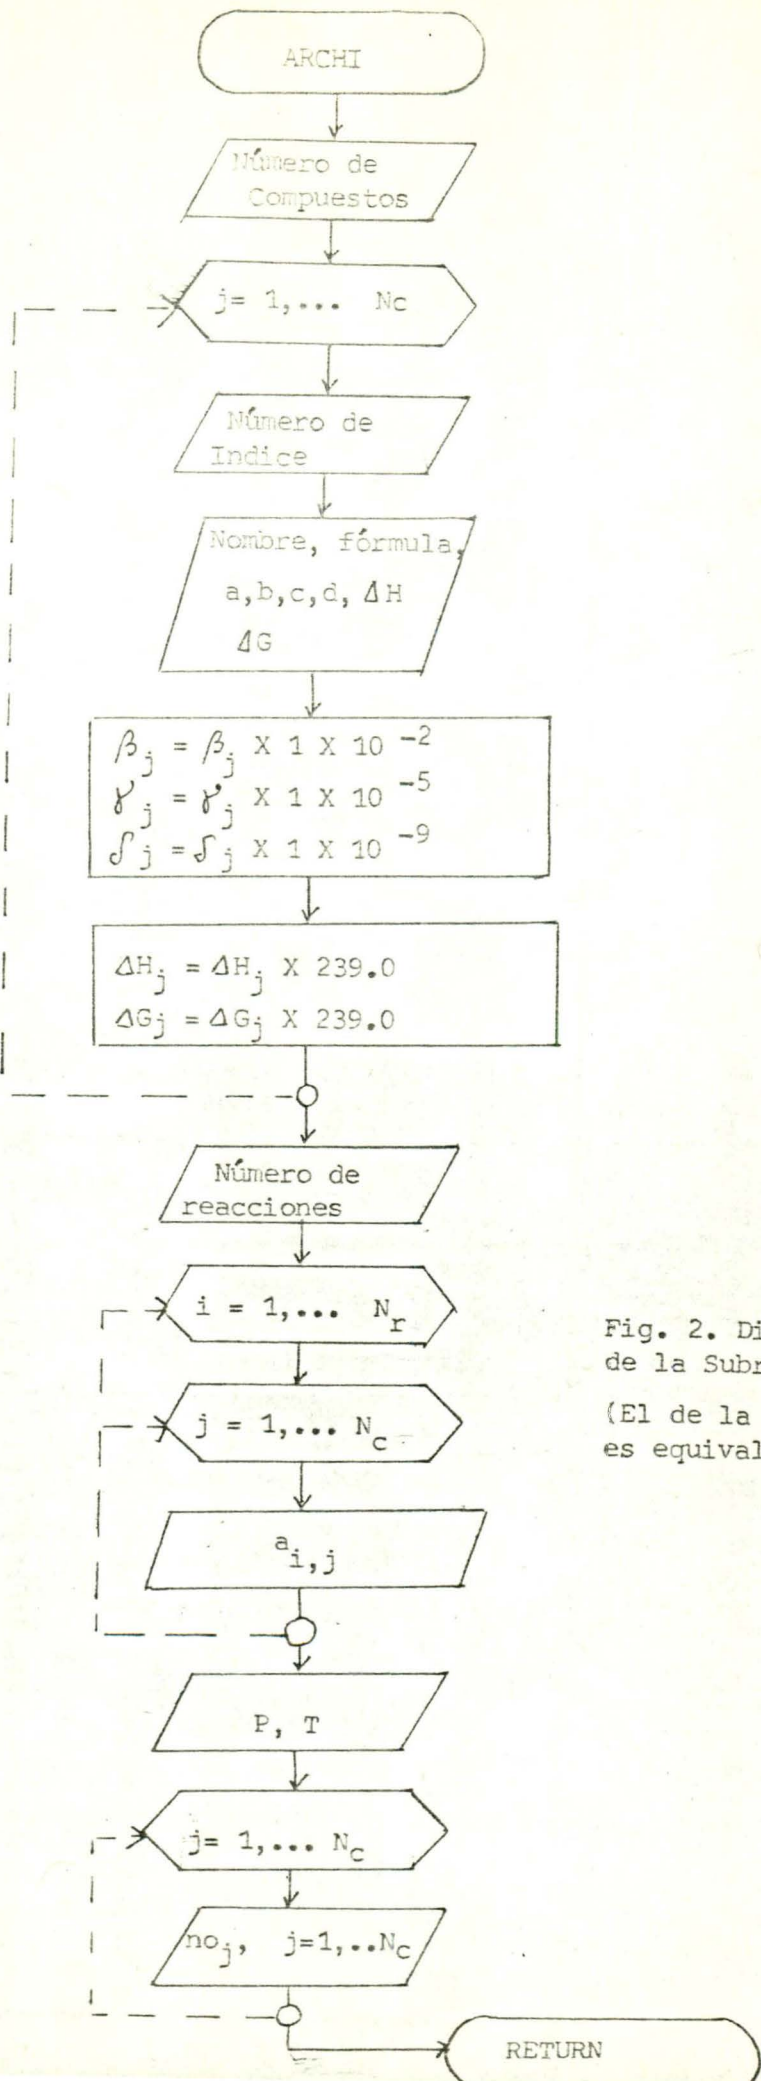 ARCHI
Número de
Compuestos
j= 1,... Nc
Número de
Indice
Nombre, fórmula,
a,b,c,d, ΔH
ΔG
βj = βj X 1 X 10 -2
γj = γj X 1 X 10 -5
δj = δj X 1 X 10 -9
ΔHj = ΔHj X 239.0
ΔGj = ΔGj X 239.0
Número de
reacciones
i = 1,... Nr
j = 1,... Nc
ai,j
P, T
j= 1,... Nc
noj, j=1,..Nc
RETURN
Fig. 2.
de la
(El de la
es